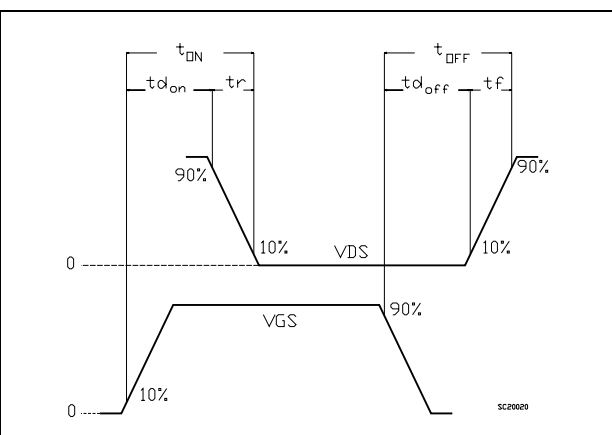 tON tOFF
tdon tr tdoff tf
90% 90%
10% 10%
VDS
0
90%
VGS
10%
0
SC20020